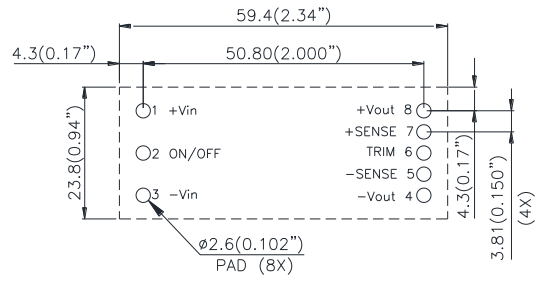 59.4(2.34")
4.3(0.17")
50.80(2.000")
1 +Vin
+Vout 8
+SENSE 7
2 ON/OFF
TRIM 6
-SENSE 5
3 -Vin
-Vout 4
23.8(0.94")
4.3(0.17")
3.81(0.150")
(4X)
ø2.6(0.102")
PAD (8X)